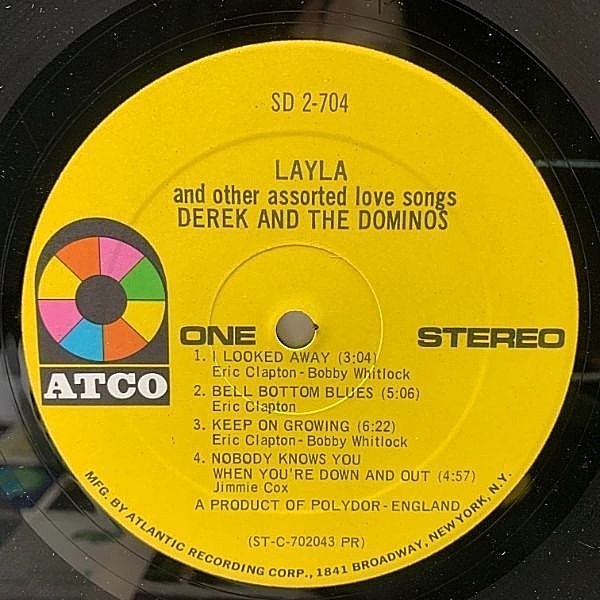 SD 2-704
LAYLA
and other assorted love songs
DEREK AND THE DOMINOS
ATCO
ONE
STEREO
1. I LOOKED AWAY (3:04)
Eric Clapton - Bobby Whitlock
2. BELL BOTTOM BLUES (5:06)
Eric Clapton
3. KEEP ON GROWING (6:22)
Eric Clapton - Bobby Whitlock
4. NOBODY KNOWS YOU
WHEN YOU'RE DOWN AND OUT (4:57)
Jimmie Cox
A PRODUCT OF POLYDOR - ENGLAND
(ST-C-702043 PR)
MFG. BY ATLANTIC RECORDING CORP., 1841 BROADWAY, NEW YORK, N.Y.